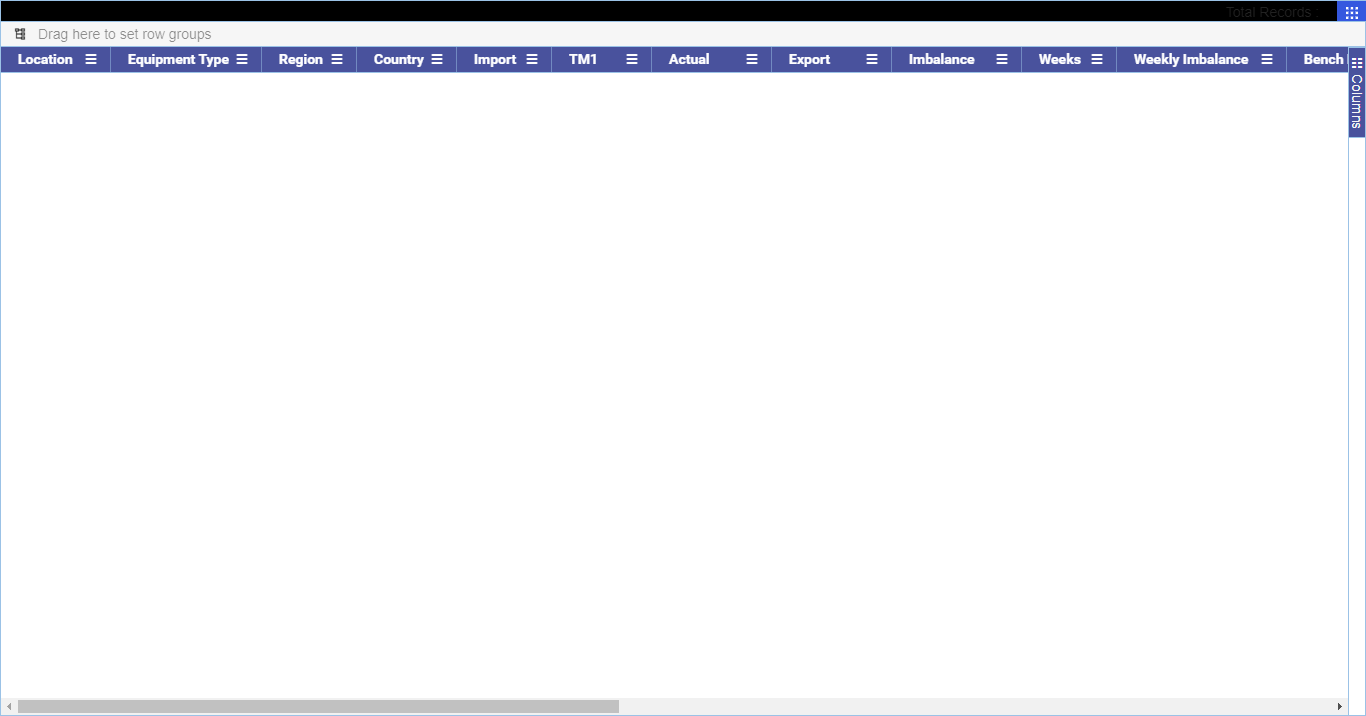 Total Records :
Drag here to set row groups
Location Equipment Type Region Country Import TM1 Actual Export Imbalance Weeks Weekly Imbalance Bench
Columns